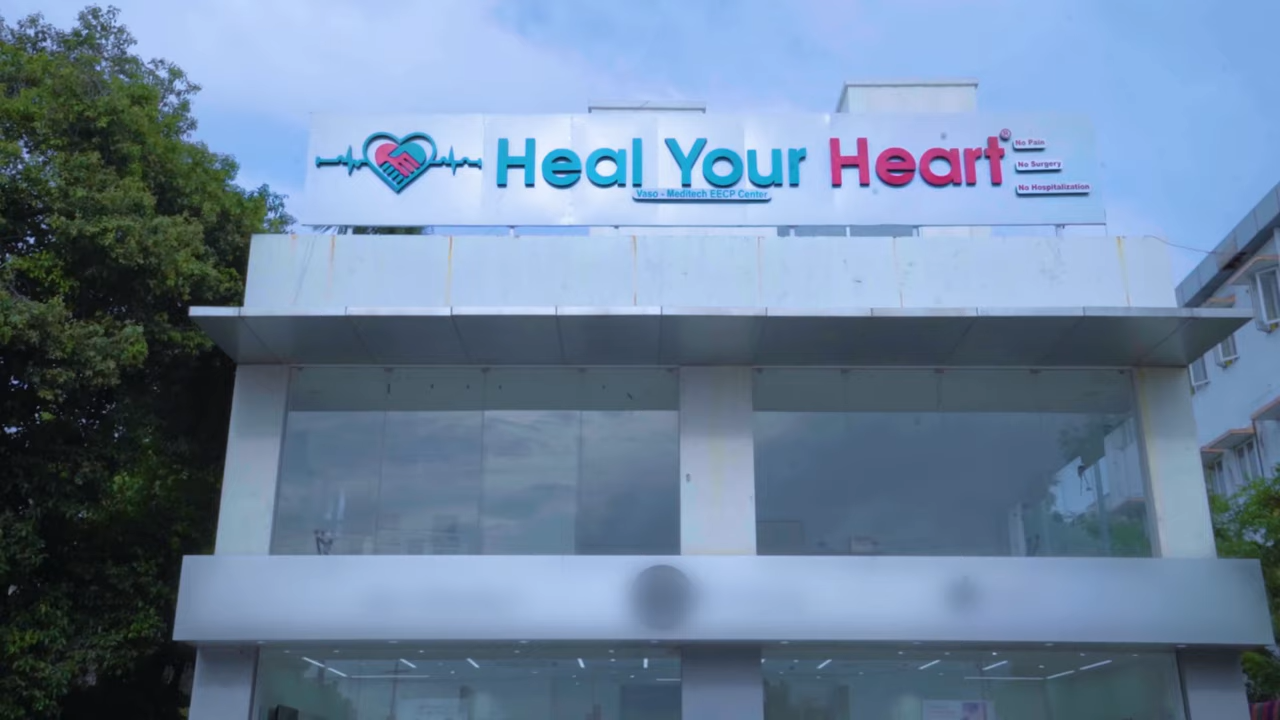 Heal Your Heart®
Vaso - Meditech EECP Center
No Pain
No Surgery
No Hospitalization